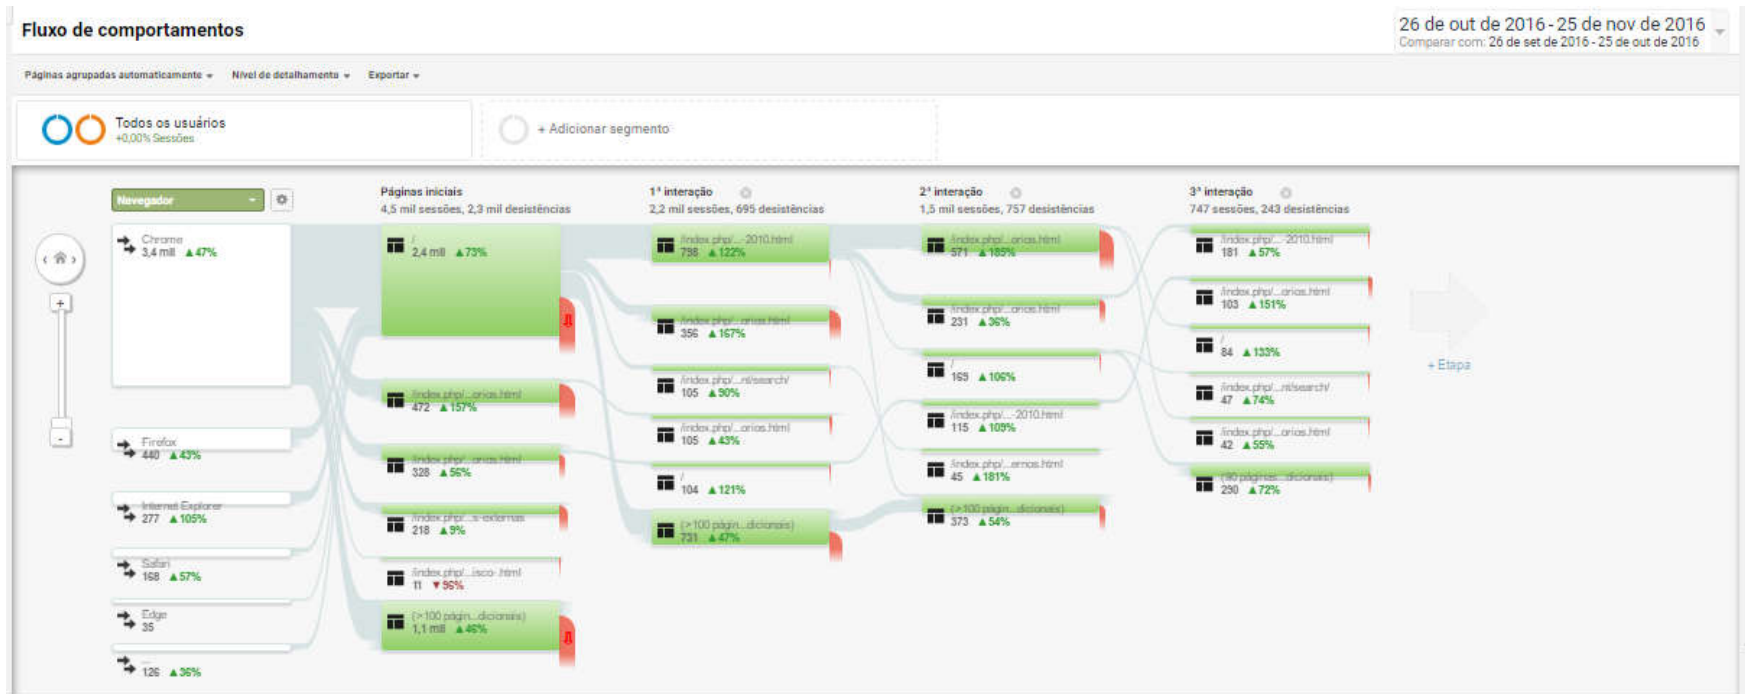 Fluxo de comportamentos
26 de out de 2016 - 25 de nov de 2016
Comparar com: 26 de set de 2016 - 25 de out de 2016
Páginas agrupadas automaticamente
Nível de detalhamento
Exportar
Todos os usuários
+0,00% Sessões
+ Adicionar segmento
Navegador
Chrome
3,4 mil ▲47%
Firefox
440 ▲43%
Internet Explorer
277 ▲105%
Safari
168 ▲57%
Edge
35
...
126 ▲36%
Páginas iniciais
4,5 mil sessões, 2,3 mil desistências
/
2,4 mil ▲73%
/index.php/...orias.html
472 ▲157%
/index.php/...orias.html
328 ▲56%
/index.php/...s-externas
218 ▲9%
/index.php/...isco-.html
11 ▼96%
(>100 págin...dicionais)
1,1 mil ▲46%
1ª interação
2,2 mil sessões, 695 desistências
/index.php/...-2010.html
798 ▲122%
/index.php/...orias.html
356 ▲167%
/index.php/...nt/search/
105 ▲90%
/index.php/...orias.html
105 ▲43%
/
104 ▲121%
(>100 págin...dicionais)
731 ▲47%
2ª interação
1,5 mil sessões, 757 desistências
/index.php/...orias.html
571 ▲185%
/index.php/...orias.html
231 ▲36%
/
169 ▲106%
/index.php/...-2010.html
115 ▲109%
/index.php/...ernas.html
45 ▲181%
(>100 págin...dicionais)
373 ▲54%
3ª interação
747 sessões, 243 desistências
/index.php/...-2010.html
181 ▲57%
/index.php/...orias.html
103 ▲151%
/
84 ▲133%
/index.php/...nt/search/
47 ▲74%
/index.php/...orias.html
42 ▲55%
(90 páginas...dicionais)
290 ▲72%
+ Etapa